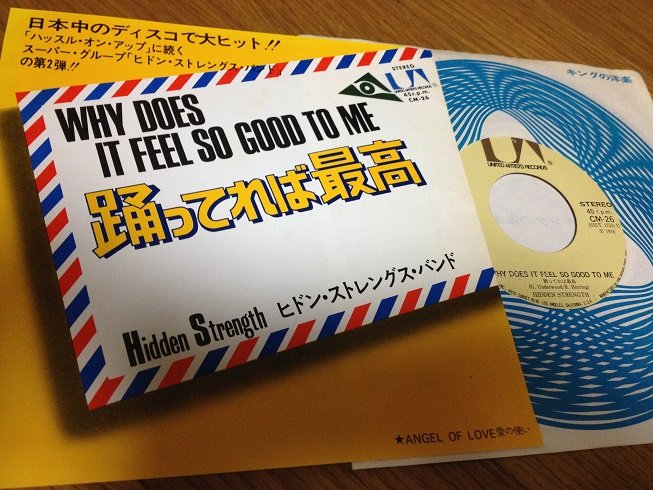 日本中のディスコで大ヒット!!
「ハッスル・オン・アップ」に続く
スーパー・グループ「ヒドン・ストレングス・バンド」
の第2弾!!
STEREO
UA
UNITED ARTISTS RECORDS
45 r.p.m.
CM-26
WHY DOES
IT FEEL SO GOOD TO ME
踊ってれば最高
Hidden Strength ヒドン・ストレングス・バンド
★ANGEL OF LOVE 愛の使い
キングの洋楽
UA
UNITED ARTISTS RECORDS
STEREO
45 r.p.m.
CM-26
WHY DOES IT FEEL SO GOOD TO ME
踊ってれば最高
HIDDEN STRENGTH